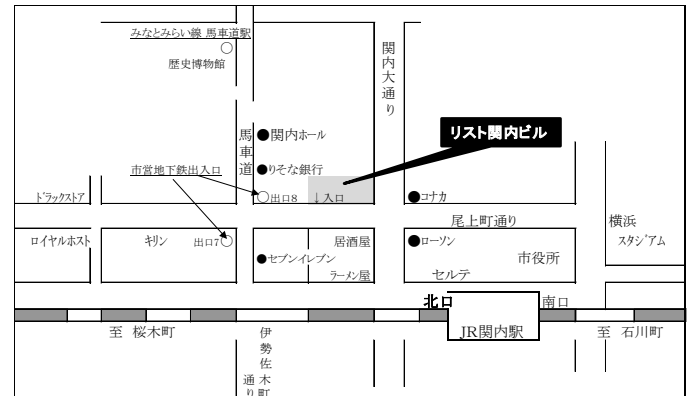 みなとみらい線 馬車道駅
歴史博物館
関内大通り
馬車道
●関内ホール
リスト関内ビル
市営地下鉄出入口
●りそな銀行
ドラックストア
出口8
↓入口
●コナカ
尾上町通り
横浜
スタジアム
ロイヤルホスト
キリン
出口7
居酒屋
●ローソン
●セブンイレブン
市役所
ラーメン屋
セルテ
北口
南口
至 桜木町
伊勢佐木町通り
JR関内駅
至 石川町